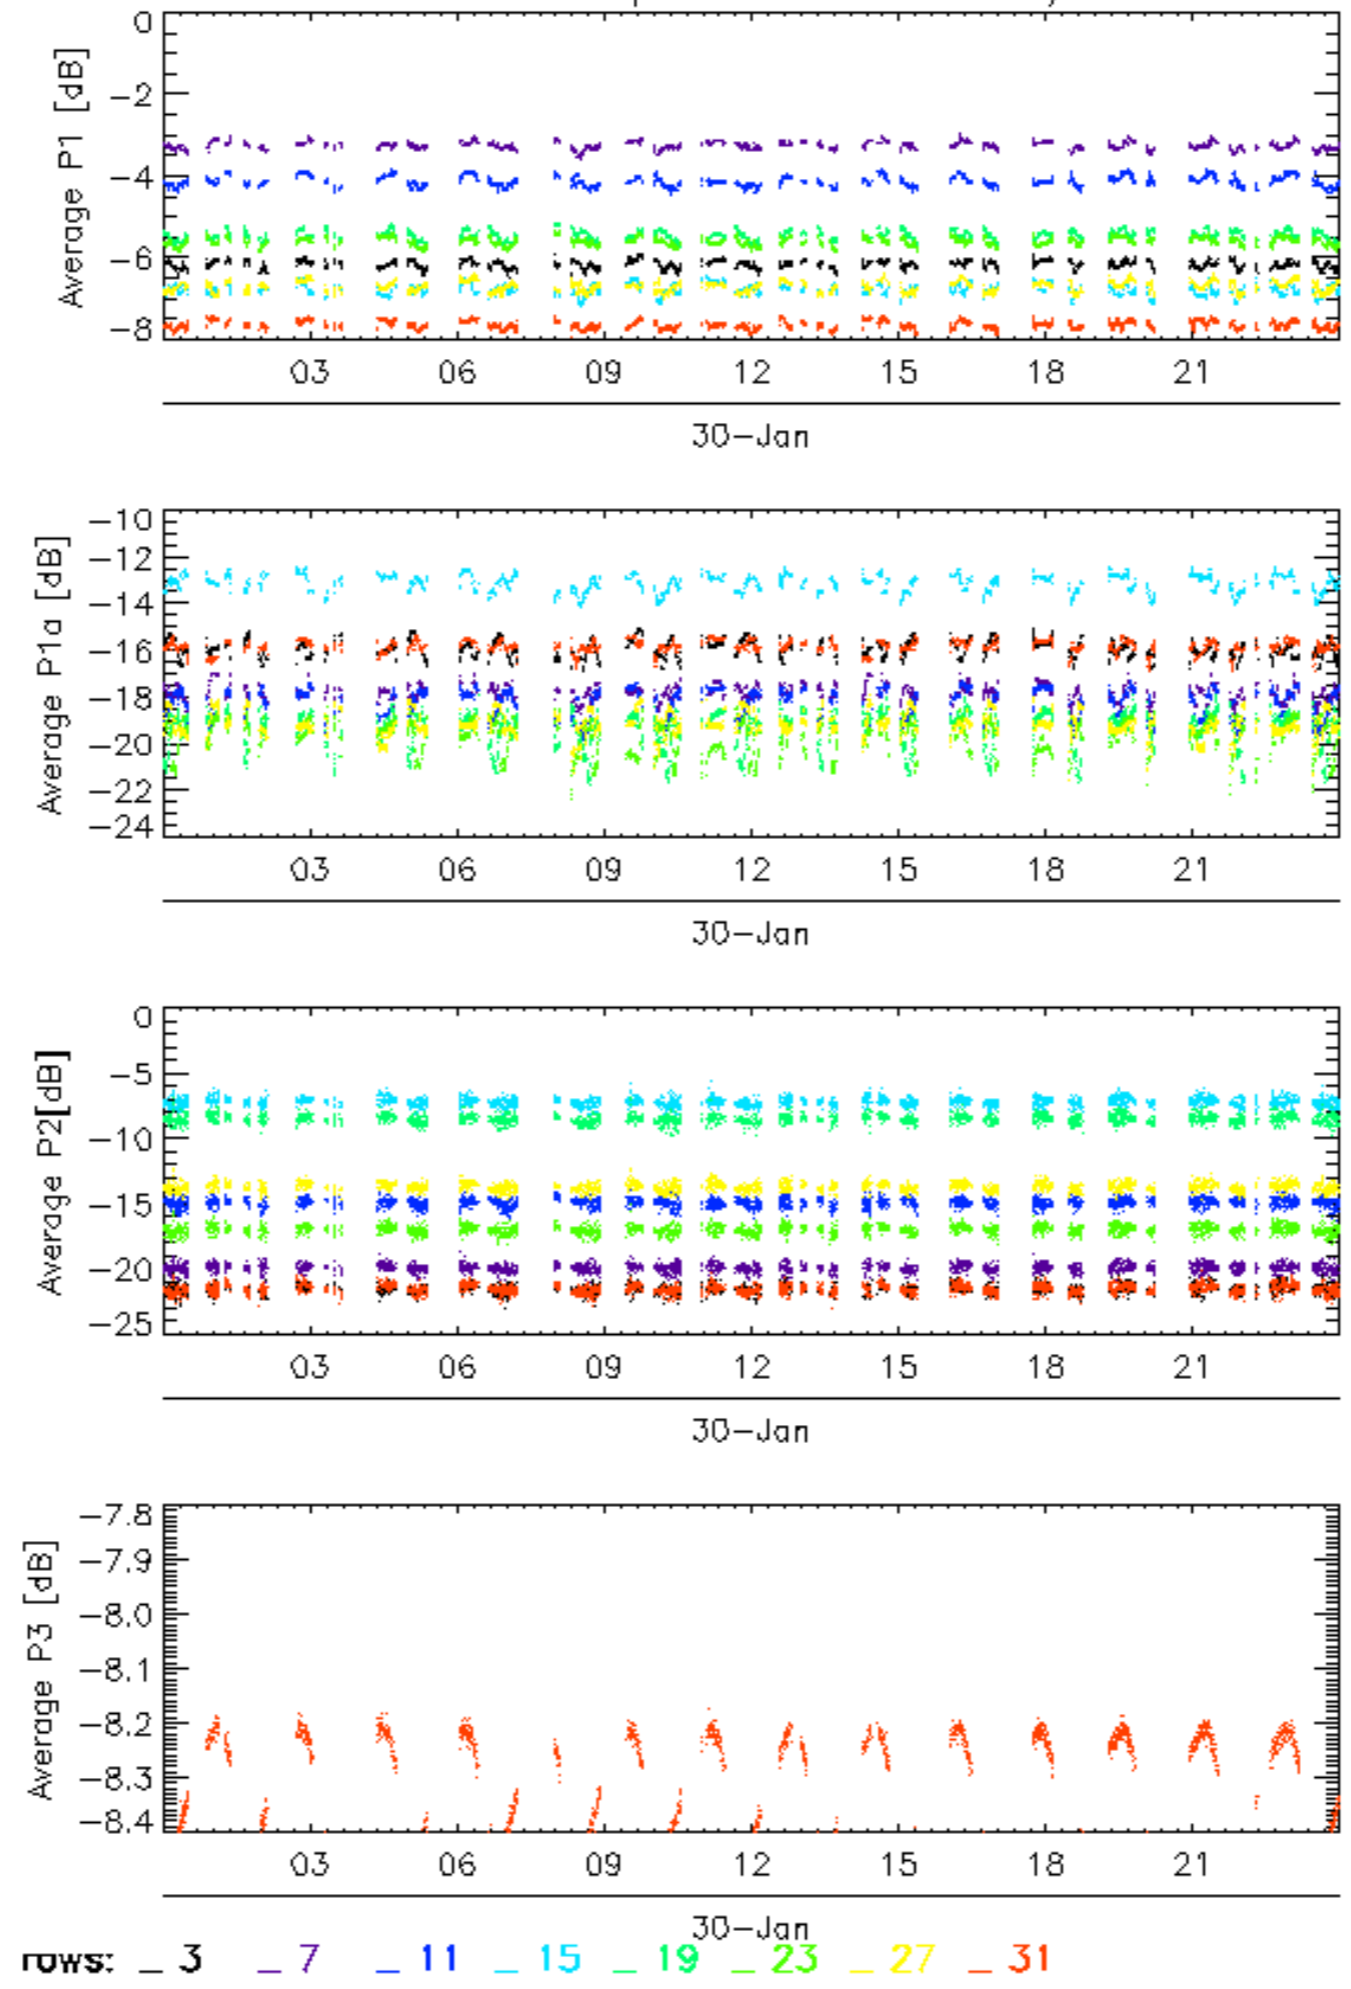 Average P1 [dB]
0
−2
−4
−6
−8
03 06 09 12 15 18 21
30−Jan
Average P1a [dB]
−10
−12
−14
−16
−18
−20
−22
−24
03 06 09 12 15 18 21
30−Jan
Average P2[dB]
0
−5
−10
−15
−20
−25
03 06 09 12 15 18 21
30−Jan
Average P3 [dB]
−7.8
−7.9
−8.0
−8.1
−8.2
−8.3
−8.4
03 06 09 12 15 18 21
30−Jan
rows: _ 3 _ 7 _ 11 _ 15 _ 19 _ 23 _ 27 _ 31